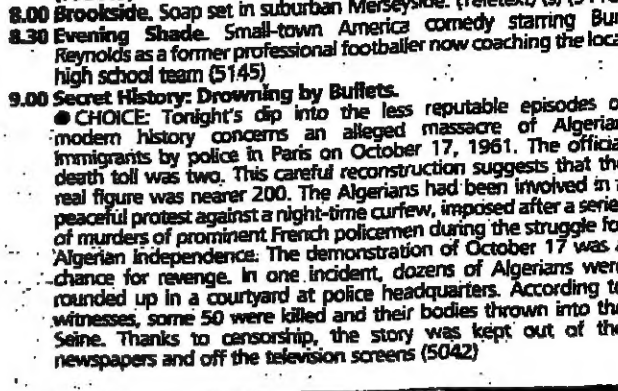 8.00 Brookside. Soap set in suburban Merseyside. (Teletext) (s)
8.30 Evening Shade. Small-town America comedy starring Bur
Reynolds as a former professional footballer now coaching the loca
high school team (5145)
9.00 Secret History: Drowning by Bullets.
● CHOICE: Tonight's dip into the less reputable episodes o
modern history concerns an alleged massacre of Algerian
immigrants by police in Paris on October 17, 1961. The official
death toll was two. This careful reconstruction suggests that the
real figure was nearer 200. The Algerians had been involved in a
peaceful protest against a night-time curfew, imposed after a serie
of murders of prominent French policemen during the struggle fo
Algerian independence. The demonstration of October 17 was a
chance for revenge. In one incident, dozens of Algerians were
rounded up in a courtyard at police headquarters. According to
witnesses, some 50 were killed and their bodies thrown into the
Seine. Thanks to censorship, the story was kept out of the
newspapers and off the television screens (5042)